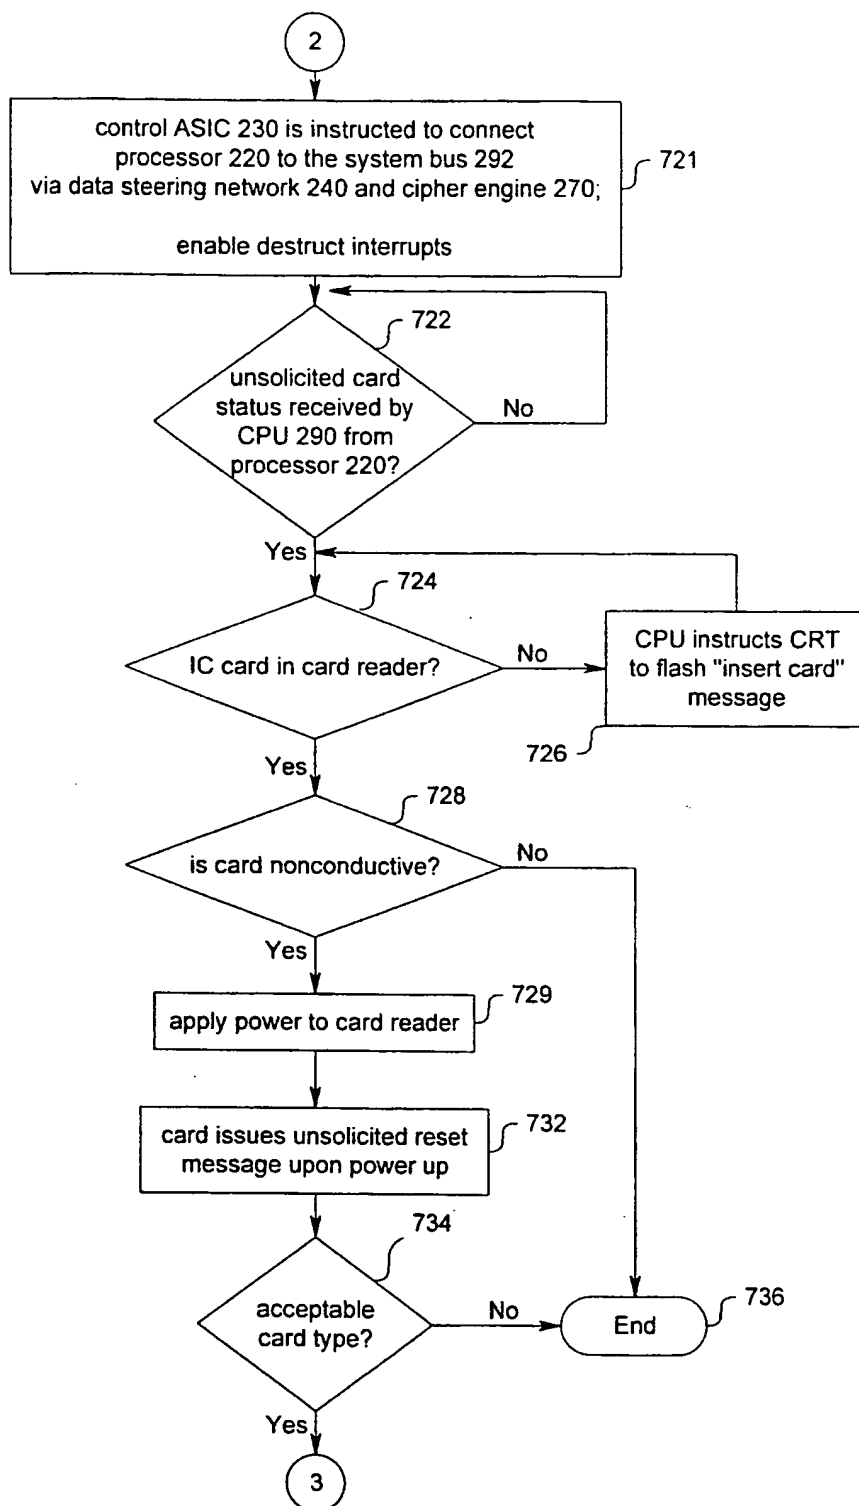 2
control ASIC 230 is instructed to connect
processor 220 to the system bus 292
via data steering network 240 and cipher engine 270;
enable destruct interrupts
721
722
unsolicited card
status received by
CPU 290 from
processor 220?
No
Yes
724
IC card in card reader?
No
CPU instructs CRT
to flash "insert card"
message
726
Yes
728
is card nonconductive?
No
Yes
729
apply power to card reader
732
card issues unsolicited reset
message upon power up
734
acceptable
card type?
No
End
736
Yes
3